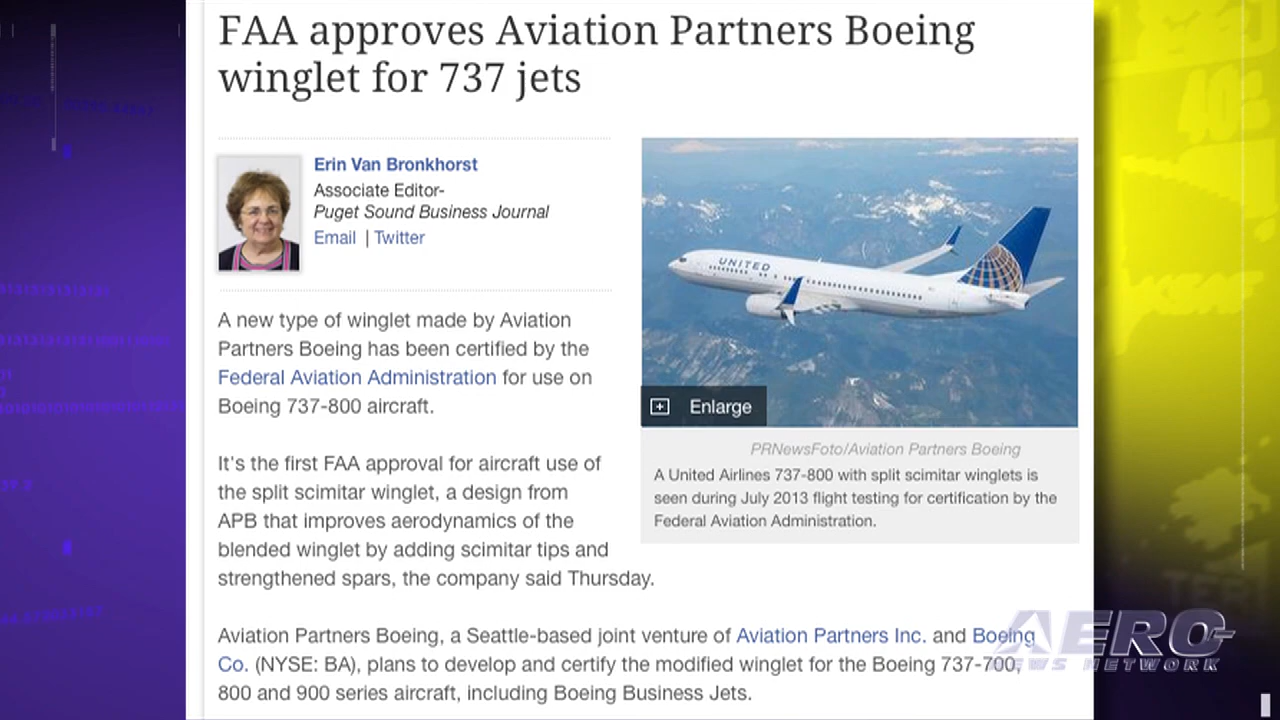 FAA approves Aviation Partners Boeing
winglet for 737 jets
Erin Van Bronkhorst
Associate Editor-
Puget Sound Business Journal
Email | Twitter
UNITED
Enlarge
PRNewsFoto/Aviation Partners Boeing
A United Airlines 737-800 with split scimitar winglets is
seen during July 2013 flight testing for certification by the
Federal Aviation Administration.
A new type of winglet made by Aviation
Partners Boeing has been certified by the
Federal Aviation Administration for use on
Boeing 737-800 aircraft.
It's the first FAA approval for aircraft use of
the split scimitar winglet, a design from
APB that improves aerodynamics of the
blended winglet by adding scimitar tips and
strengthened spars, the company said Thursday.
Aviation Partners Boeing, a Seattle-based joint venture of Aviation Partners Inc. and Boeing
Co. (NYSE: BA), plans to develop and certify the modified winglet for the Boeing 737-700,
800 and 900 series aircraft, including Boeing Business Jets.
AERO-
NEWS NETWORK